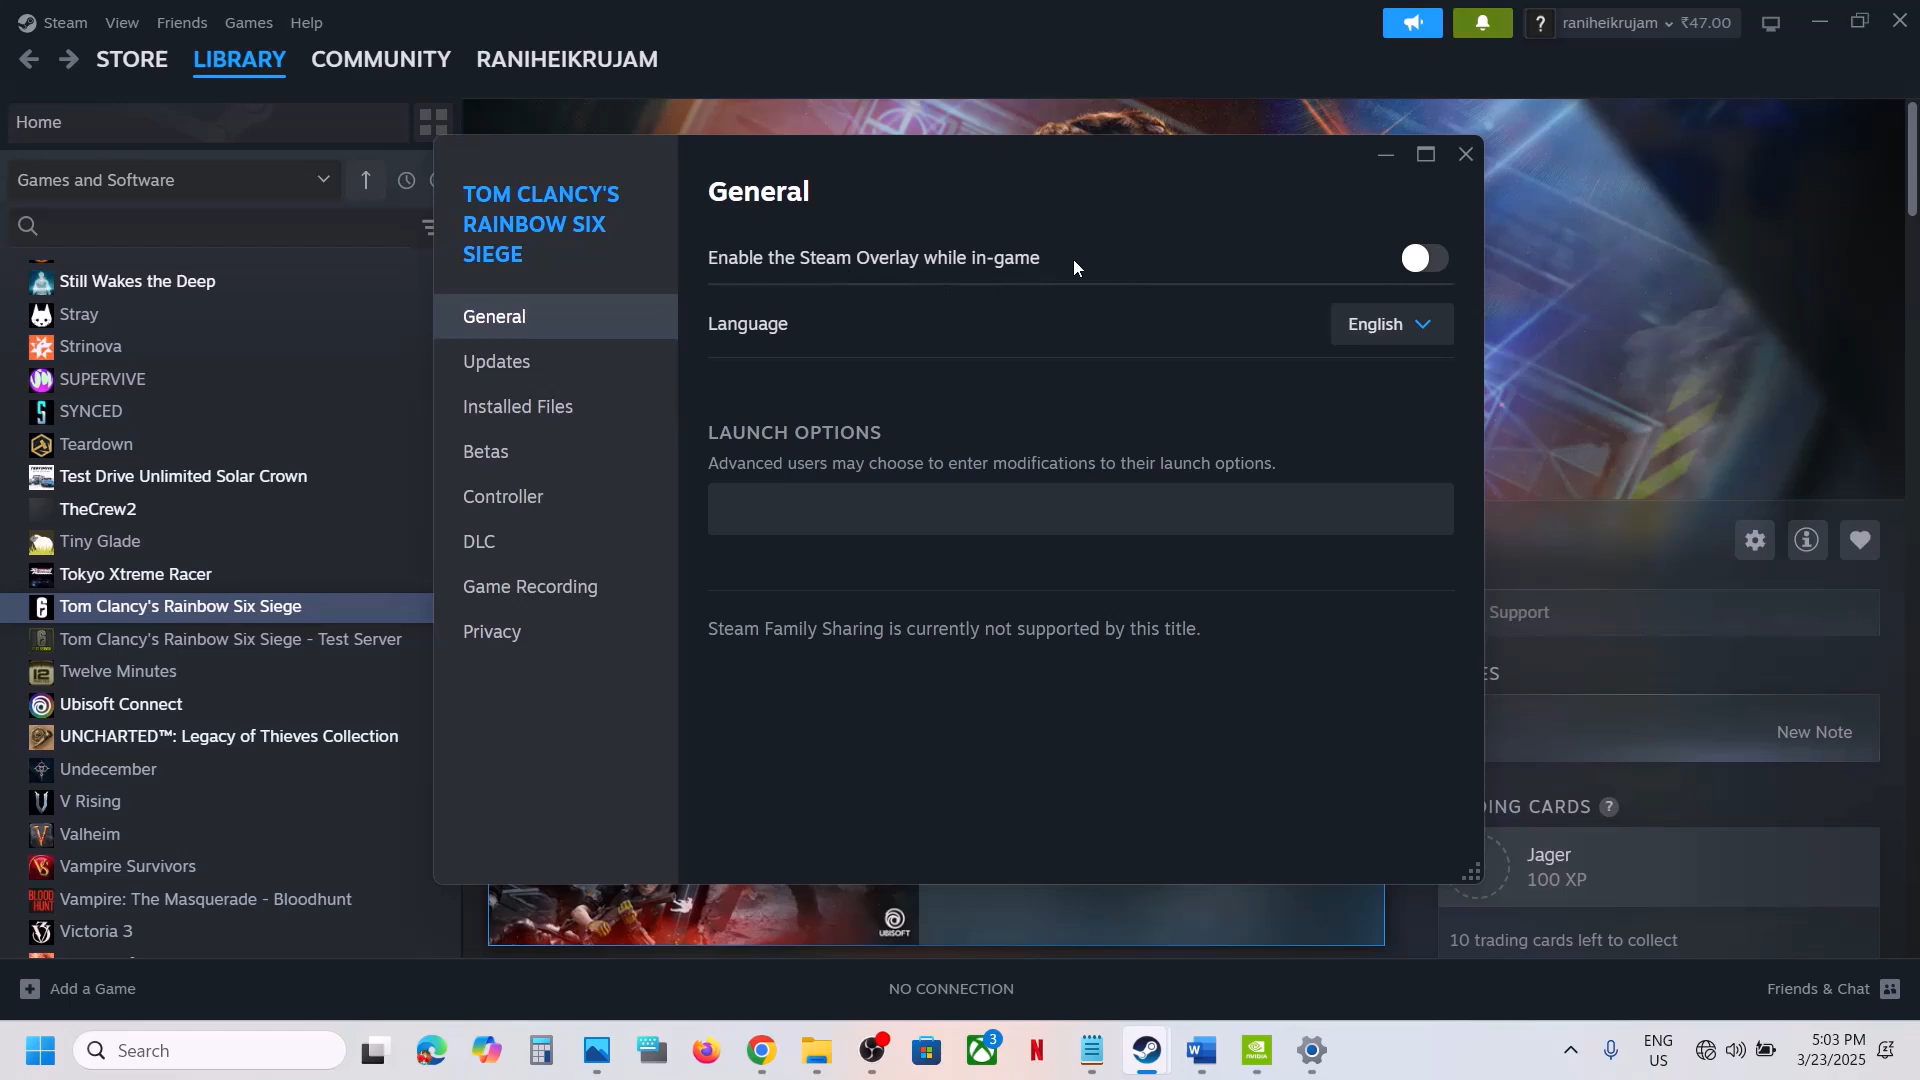 Steam View Friends Games Help
raniheikrujam ₹47.00
STORE LIBRARY COMMUNITY RANIHEIKRUJAM
Home
Games and Software
Still Wakes the Deep
Stray
Strinova
SUPERVIVE
SYNCED
Teardown
Test Drive Unlimited Solar Crown
TheCrew2
Tiny Glade
Tokyo Xtreme Racer
Tom Clancy's Rainbow Six Siege
Tom Clancy's Rainbow Six Siege - Test Server
Twelve Minutes
Ubisoft Connect
UNCHARTED™: Legacy of Thieves Collection
Undecember
V Rising
Valheim
Vampire Survivors
Vampire: The Masquerade - Bloodhunt
Victoria 3
TOM CLANCY'S
RAINBOW SIX
SIEGE
General
Updates
Installed Files
Betas
Controller
DLC
Game Recording
Privacy
General
Enable the Steam Overlay while in-game
Language English
LAUNCH OPTIONS
Advanced users may choose to enter modifications to their launch options.
Steam Family Sharing is currently not supported by this title.
Support
ES
New Note
DING CARDS ?
Jager
100 XP
10 trading cards left to collect
UBISOFT
Add a Game
NO CONNECTION
Friends & Chat
Search
3
ENG
US
5:03 PM
3/23/2025